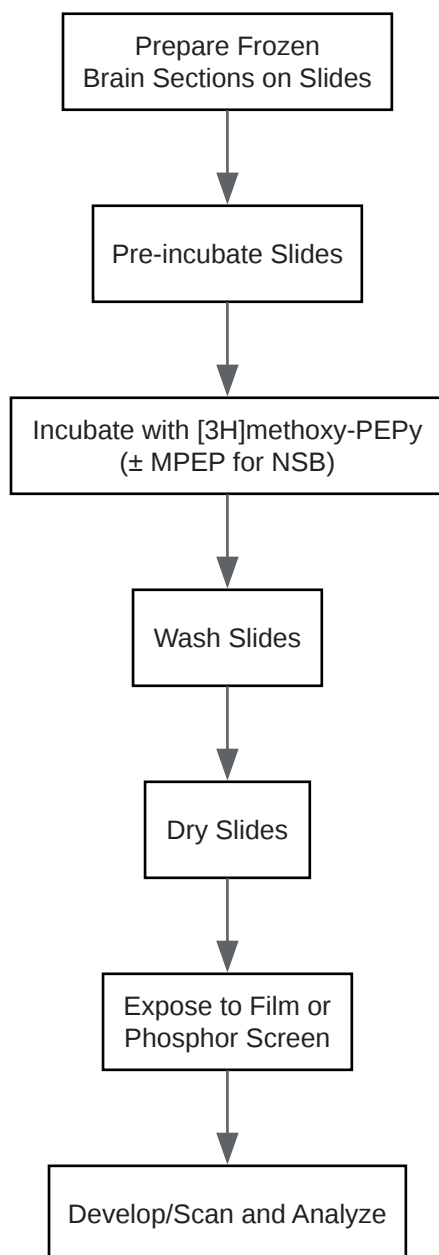 Prepare Frozen
Brain Sections on Slides
Pre-incubate Slides
Incubate with [3H]methoxy-PEPy
(± MPEP for NSB)
Wash Slides
Dry Slides
Expose to Film or
Phosphor Screen
Develop/Scan and Analyze